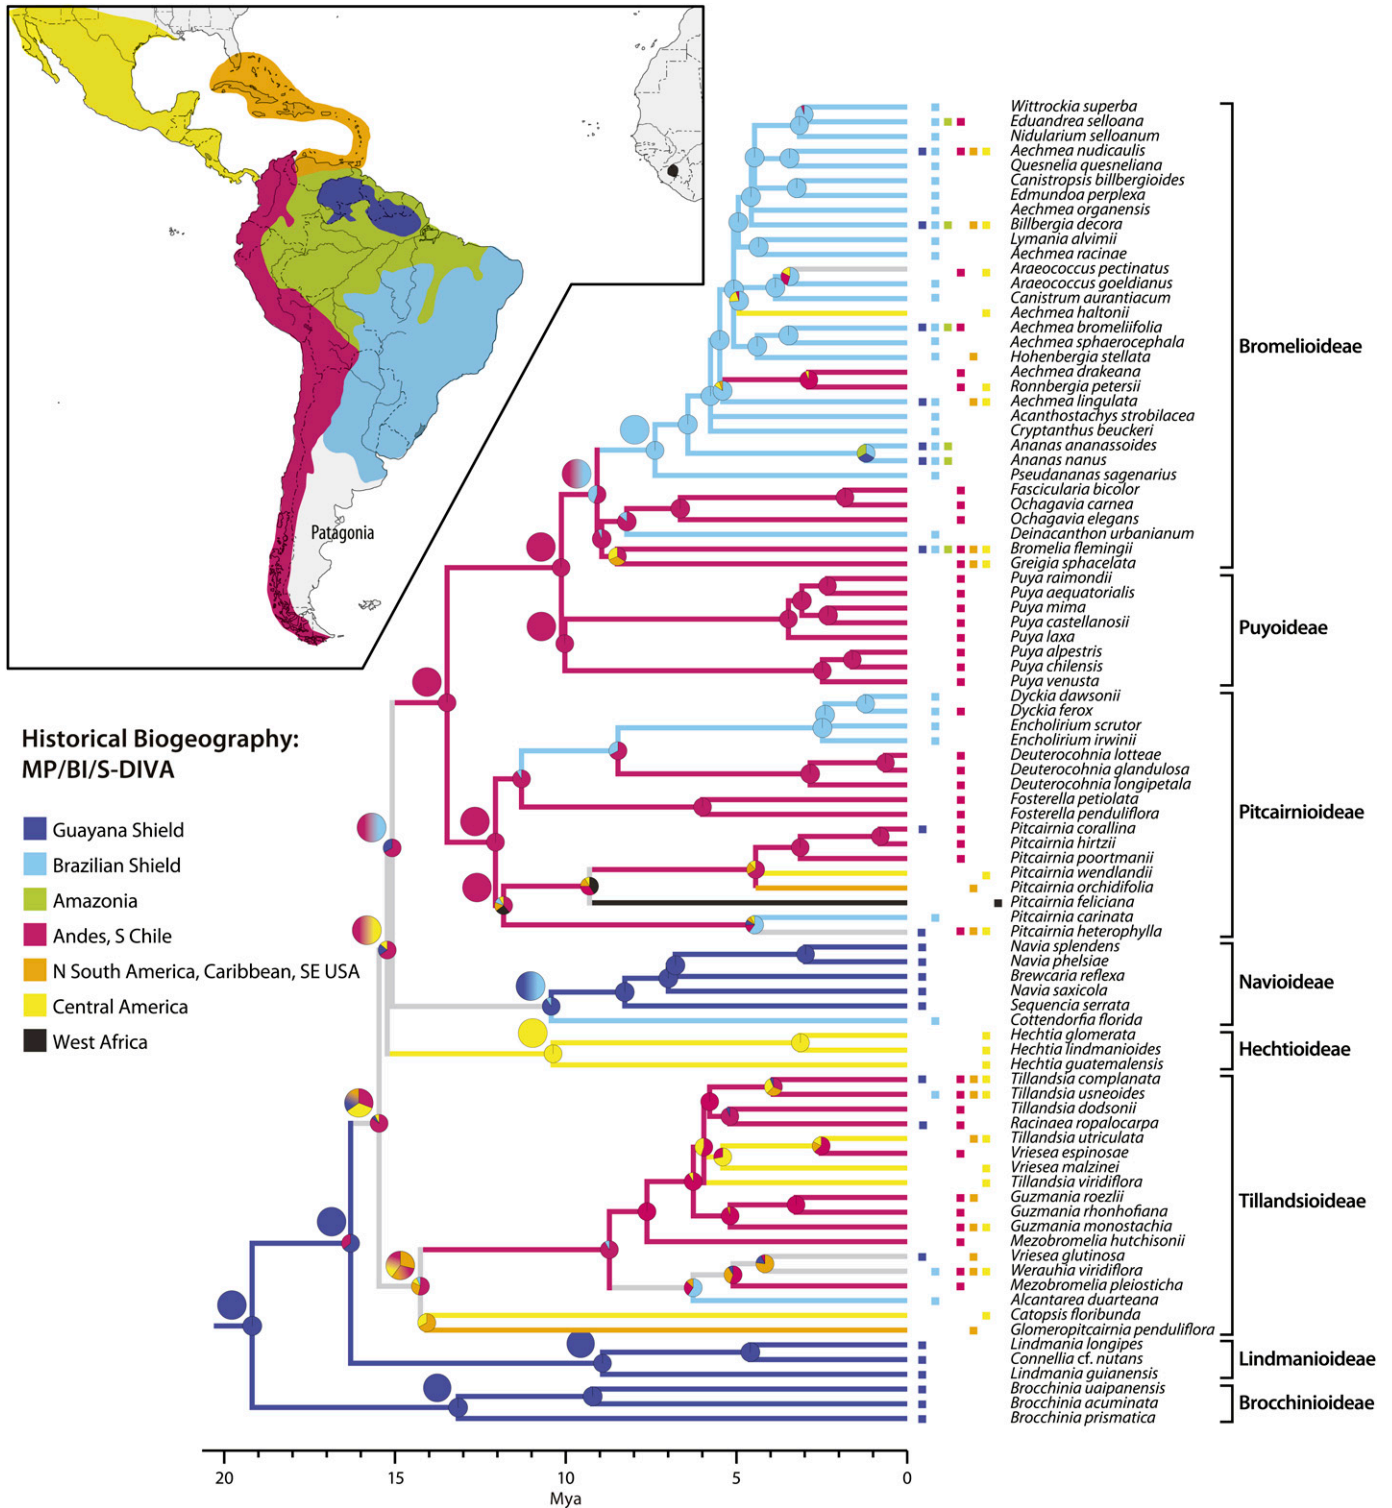 Patagonia
Historical Biogeography:
MP/BI/S-DIVA
Guayana Shield
Brazilian Shield
Amazonia
Andes, S Chile
N South America, Caribbean, SE USA
Central America
West Africa
Wittrockia superba
Eduandrea selloana
Nidularium selloanum
Aechmea nudicaulis
Quesnelia quesneliana
Canistropsis billbergioides
Edmundoa perplexa
Aechmea organensis
Billbergia decora
Lymania alvimii
Aechmea racinae
Araeococcus pectinatus
Araeococcus goeldianus
Canistrum aurantiacum
Aechmea haltonii
Aechmea bromeliifolia
Aechmea sphaerocephala
Hohenbergia stellata
Aechmea drakeana
Ronnbergia petersii
Aechmea lingulata
Acanthostachys strobilacea
Cryptanthus beuckeri
Ananas ananassoides
Ananas nanus
Pseudananas sagenarius
Fascicularia bicolor
Ochagavia carnea
Ochagavia elegans
Deinacanthon urbanianum
Bromelia flemingii
Greigia sphacelata
Bromelioideae
Puya raimondii
Puya aequatorialis
Puya mima
Puya castellanosii
Puya laxa
Puya alpestris
Puya chilensis
Puya venusta
Puyoideae
Dyckia dawsonii
Dyckia ferox
Encholirium scrutor
Encholirium irwinii
Deuterocohnia lotteae
Deuterocohnia glandulosa
Deuterocohnia longipetala
Fosterella petiolata
Fosterella penduliflora
Pitcairnia corallina
Pitcairnia hirtzii
Pitcairnia poortmanii
Pitcairnia wendlandii
Pitcairnia orchidifolia
Pitcairnia feliciana
Pitcairnia carinata
Pitcairnia heterophylla
Pitcairnioideae
Navia splendens
Navia phelsiae
Brewcaria reflexa
Navia saxicola
Sequencia serrata
Cottendorfia florida
Navioideae
Hechtia glomerata
Hechtia lindmanioides
Hechtia guatemalensis
Hechtioideae
Tillandsia complanata
Tillandsia usneoides
Tillandsia dodsonii
Racinaea ropalocarpa
Tillandsia utriculata
Vriesea espinosae
Vriesea malzinei
Tillandsia viridiflora
Guzmania roezlii
Guzmania rhonhofiana
Guzmania monostachia
Mezobromelia hutchisonii
Vriesea glutinosa
Werauhia viridiflora
Mezobromelia pleiosticha
Alcantarea duarteana
Catopsis floribunda
Glomeropitcairnia penduliflora
Tillandsioideae
Lindmania longipes
Connellia cf. nutans
Lindmania guianensis
Lindmanioideae
Brocchinia uaipanensis
Brocchinia acuminata
Brocchinia prismatica
Brocchinioideae
20 15 10 5 0
Mya